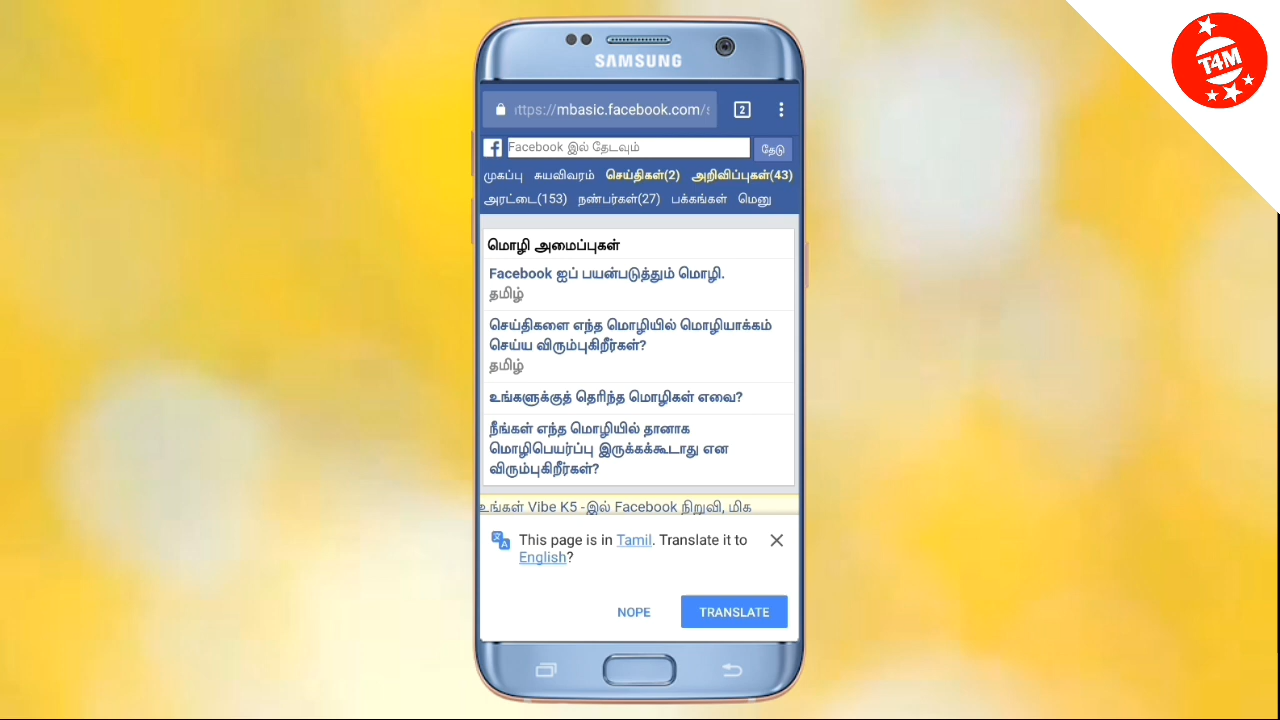 T4M
SAMSUNG
ttps://mbasic.facebook.com/s
2
Facebook இல் தேடவும்
தேடு
முகப்பு சுயவிவரம் செய்திகள்(2) அறிவிப்புகள்(43)
அரட்டை(153) நண்பர்கள்(27) பக்கங்கள் மெனு
மொழி அமைப்புகள்
Facebook ஐப் பயன்படுத்தும் மொழி.
தமிழ்
செய்திகளை எந்த மொழியில் மொழியாக்கம்
செய்ய விரும்புகிறீர்கள்?
தமிழ்
உங்களுக்குத் தெரிந்த மொழிகள் எவை?
நீங்கள் எந்த மொழியில் தானாக
மொழிபெயர்ப்பு இருக்கக்கூடாது என
விரும்புகிறீர்கள்?
உங்கள் Vibe K5 -இல் Facebook நிறுவி, மிக
This page is in Tamil. Translate it to
English?
NOPE
TRANSLATE